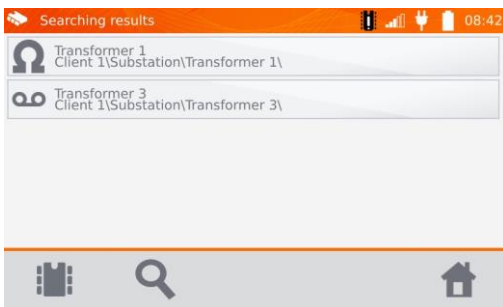 Searching results
08:42
Transformer 1
Client 1\Substation\Transformer 1\
Transformer 3
Client 1\Substation\Transformer 3\